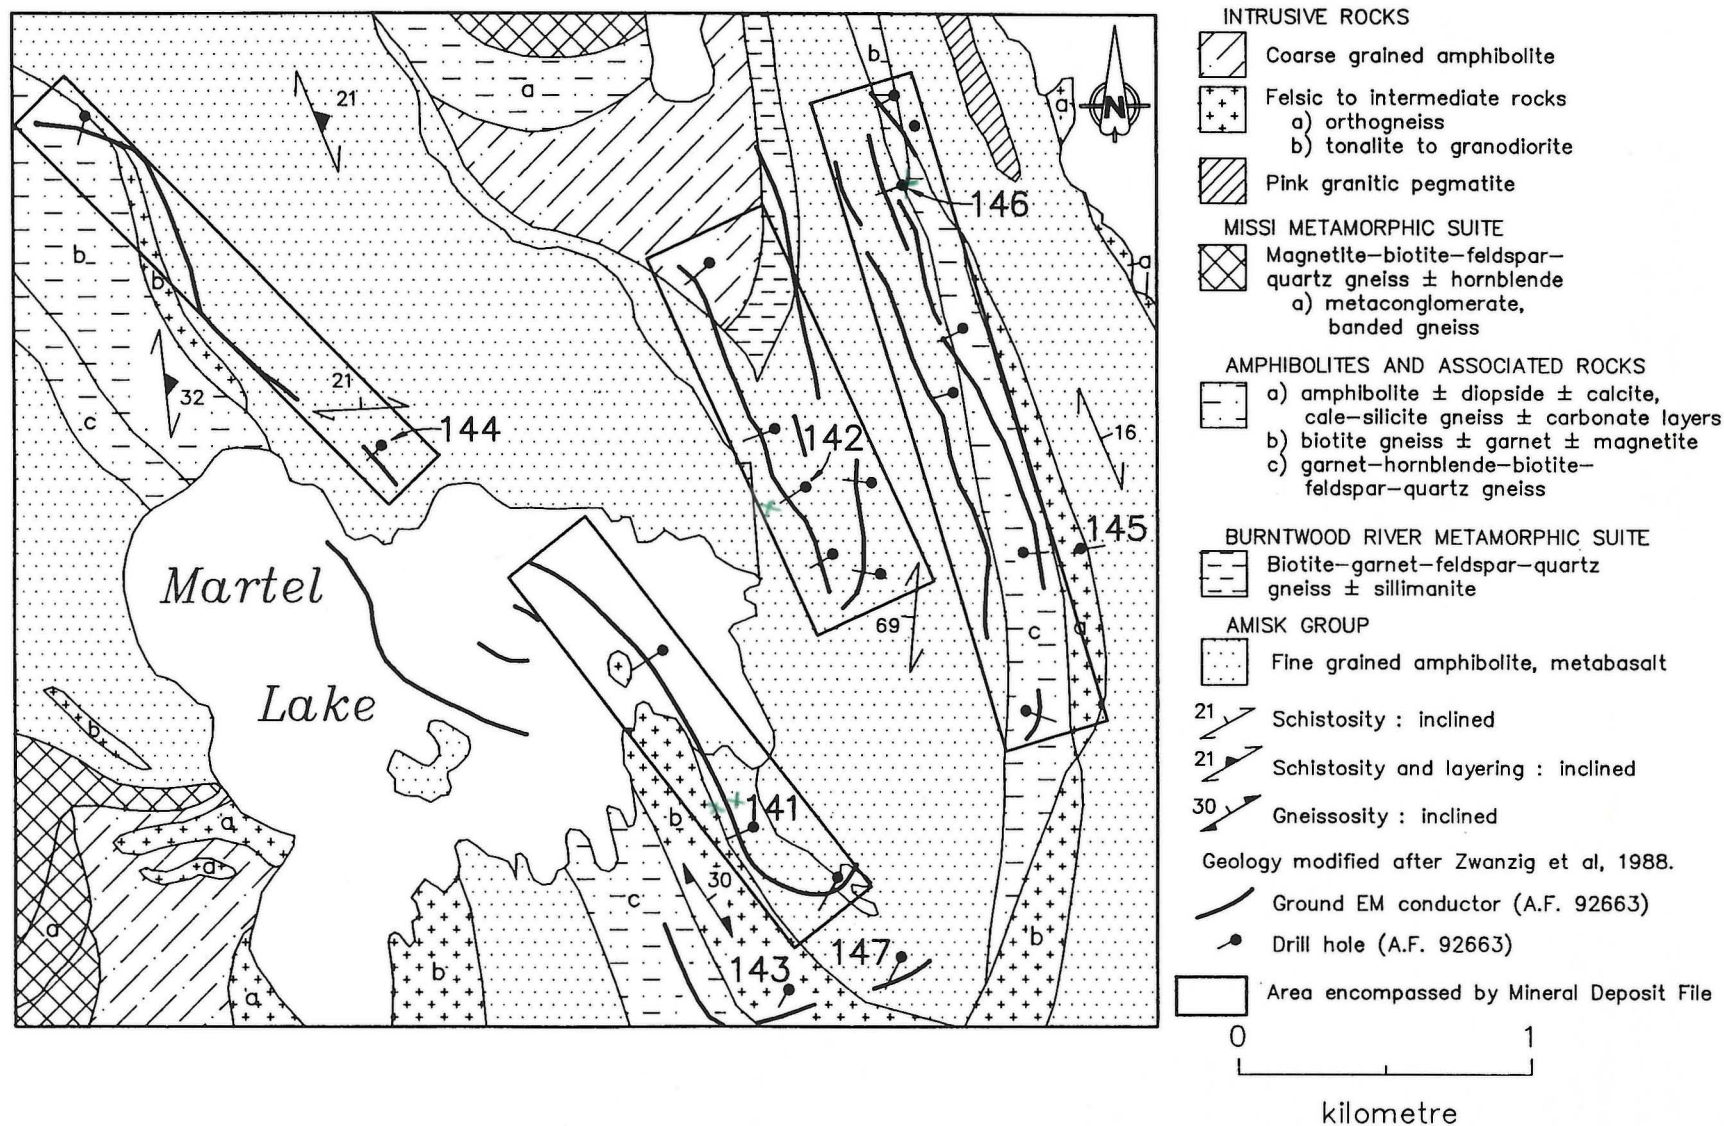 21
a
b
a
N
146
a
b
b
21
32
c
144
142
16
145
Martel
69
c
a
Lake
b
141
b
a
a
30
c
a
b
b
147
143
a
INTRUSIVE ROCKS
Coarse grained amphibolite
Felsic to intermediate rocks
a) orthogneiss
b) tonalite to granodiorite
Pink granitic pegmatite
MISSI METAMORPHIC SUITE
Magnetite-biotite-feldspar-
quartz gneiss ± hornblende
a) metaconglomerate,
banded gneiss
AMPHIBOLITES AND ASSOCIATED ROCKS
a) amphibolite ± diopside ± calcite,
cale-silicite gneiss ± carbonate layers
b) biotite gneiss ± garnet ± magnetite
c) garnet-hornblende-biotite-
feldspar-quartz gneiss
BURNTWOOD RIVER METAMORPHIC SUITE
Biotite-garnet-feldspar-quartz
gneiss ± sillimanite
AMISK GROUP
Fine grained amphibolite, metabasalt
21 Schistosity : inclined
21 Schistosity and layering : inclined
30 Gneissosity : inclined
Geology modified after Zwanzig et al, 1988.
Ground EM conductor (A.F. 92663)
Drill hole (A.F. 92663)
Area encompassed by Mineral Deposit File
0 1
kilometre